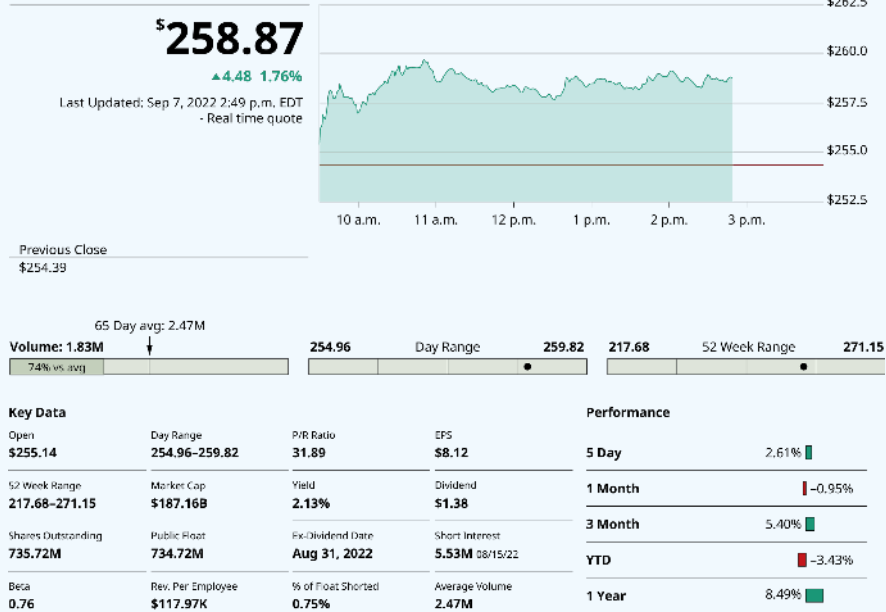 $262.5
$258.87
$260.0
▲4.48 1.76%
Last Updated: Sep 7, 2022 2:49 p.m. EDT
- Real time quote
$257.5
$255.0
$252.5
10 a.m. 11 a.m. 12 p.m. 1 p.m. 2 p.m. 3 p.m.
Previous Close
$254.39
65 Day avg: 2.47M
Volume: 1.83M
74% vs avg
254.96 Day Range 259.82
217.68 52 Week Range 271.15
Key Data
Open Day Range P/R Ratio EPS
$255.14 254.96–259.82 31.89 $8.12
52 Week Range Market Cap Yield Dividend
217.68–271.15 $187.16B 2.13% $1.38
Shares Outstanding Public Float Ex-Dividend Date Short Interest
735.72M 734.72M Aug 31, 2022 5.53M 08/15/22
Beta Rev. Per Employee % of Float Shorted Average Volume
0.76 $117.97K 0.75% 2.47M
Performance
5 Day 2.61%
1 Month –0.95%
3 Month 5.40%
YTD –3.43%
1 Year 8.49%